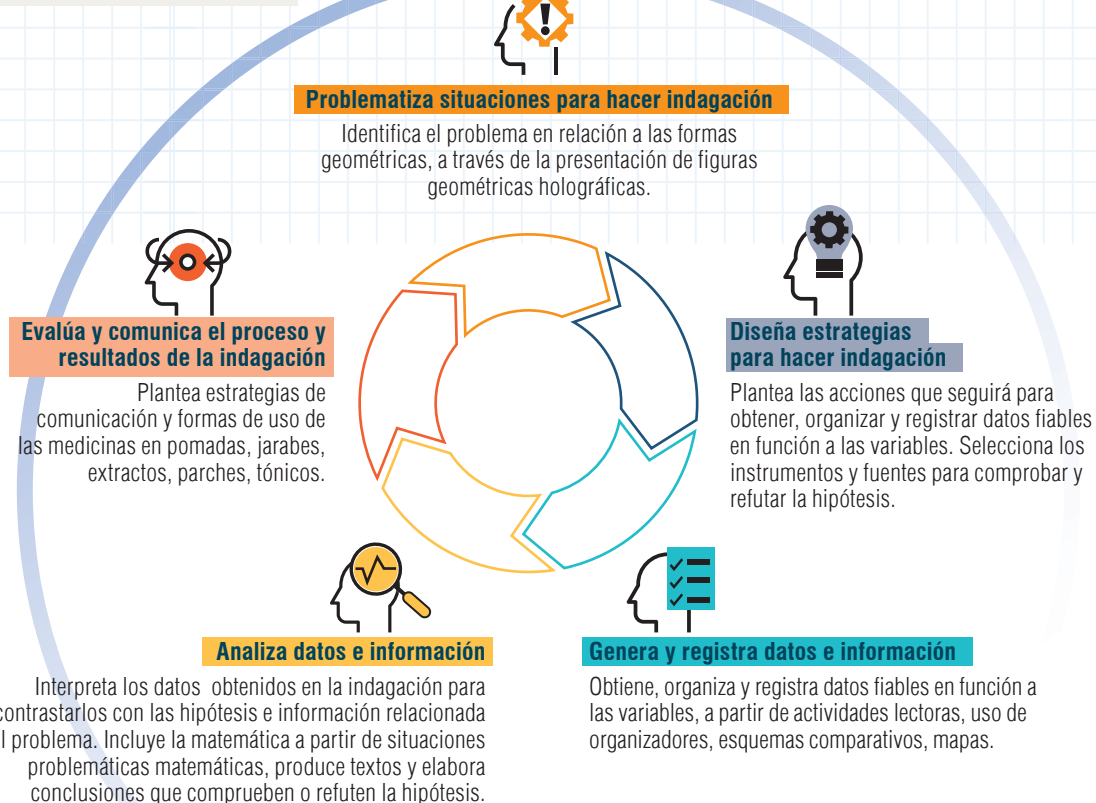 Problematiza situaciones para hacer indagación
Identifica el problema en relación a las formas
geométricas, a través de la presentación de figuras
geométricas holográficas.
Evalúa y comunica el proceso y
resultados de la indagación
Plantea estrategias de
comunicación y formas de uso de
las medicinas en pomadas, jarabes,
extractos, parches, tónicos.
Diseña estrategias
para hacer indagación
Plantea las acciones que seguirá para
obtener, organizar y registrar datos fiables
en función a las variables. Selecciona los
instrumentos y fuentes para comprobar y
refutar la hipótesis.
Analiza datos e información
Interpreta los datos obtenidos en la indagación para
contrastarlos con las hipótesis e información relacionada
l problema. Incluye la matemática a partir de situaciones
problemáticas matemáticas, produce textos y elabora
conclusiones que comprueben o refuten la hipótesis.
Genera y registra datos e información
Obtiene, organiza y registra datos fiables en función a
las variables, a partir de actividades lectoras, uso de
organizadores, esquemas comparativos, mapas.